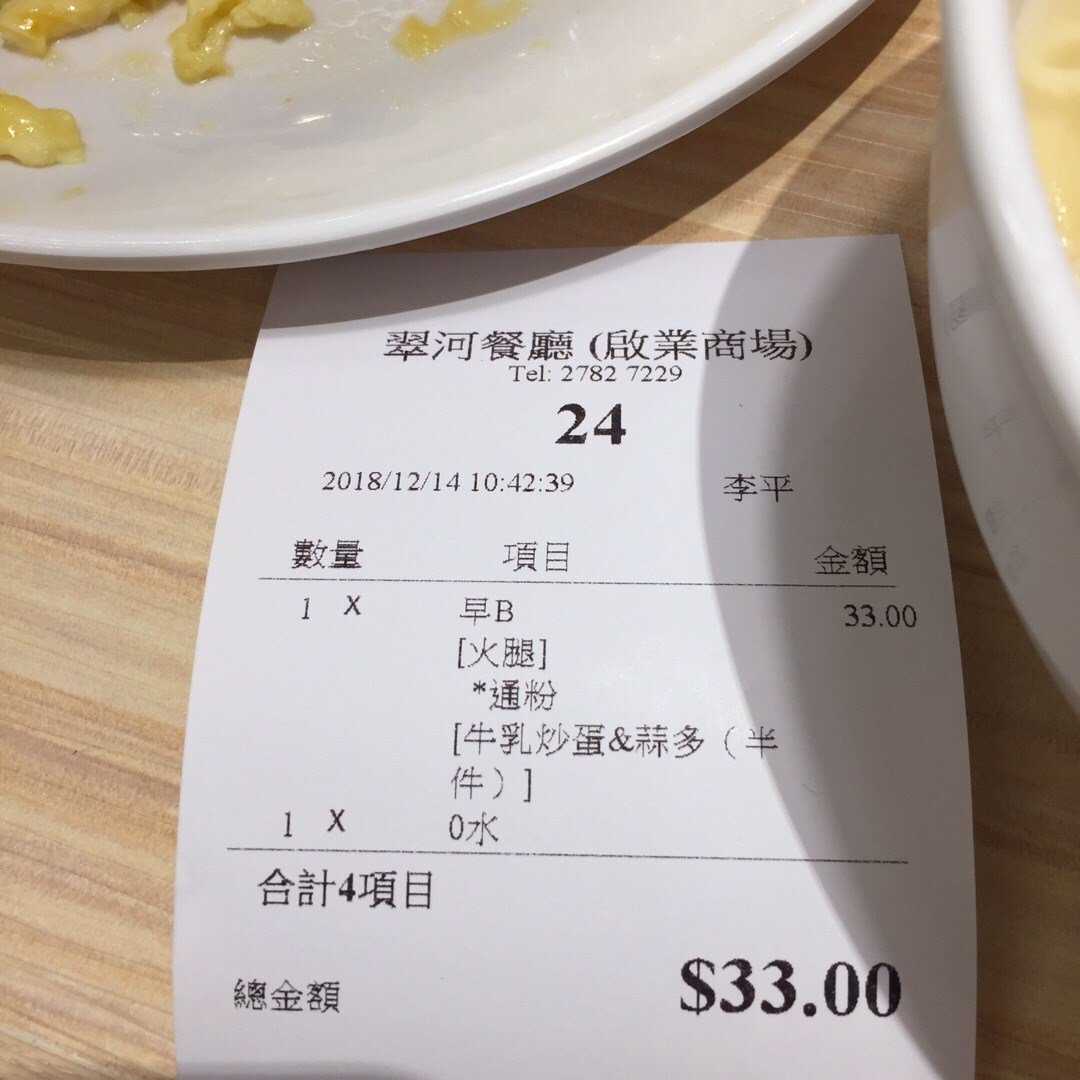 翠河餐廳 (啟業商場)
Tel: 2782 7229
24
2018/12/14 10:42:39 李平
數量 項目 金額
1 X 早B 33.00
[火腿]
*通粉
[牛乳炒蛋&蒜多（半
件）]
1 X 0水
合計4項目
總金額 $33.00